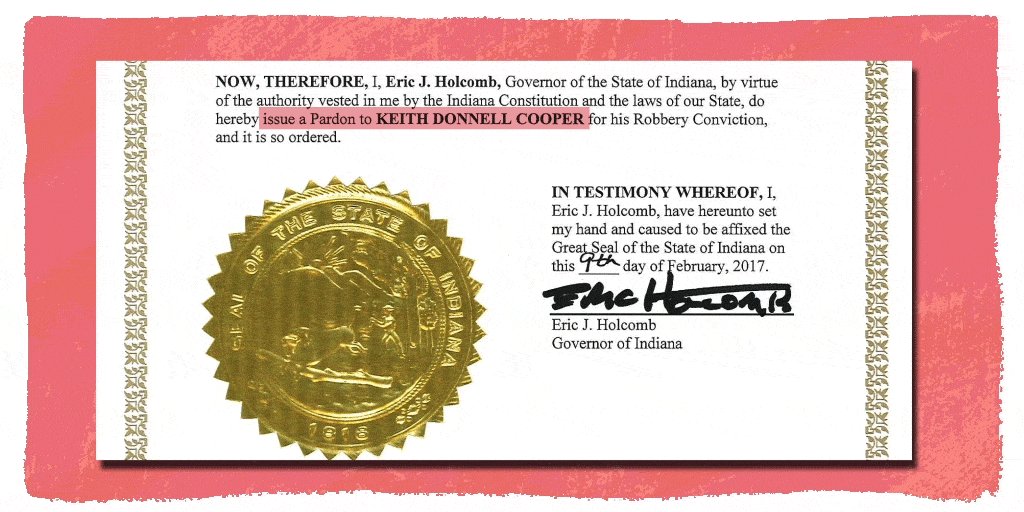 NOW, THEREFORE, I, Eric J. Holcomb, Governor of the State of Indiana, by virtue
of the authority vested in me by the Indiana Constitution and the laws of our State, do
hereby issue a Pardon to KEITH DONNELL COOPER for his Robbery Conviction,
and it is so ordered.
IN TESTIMONY WHEREOF, I,
Eric J. Holcomb, have hereunto set
my hand and caused to be affixed the
Great Seal of the State of Indiana on
this 9th day of February, 2017.
Eric Holcomb
Eric J. Holcomb
Governor of Indiana
SEAL OF THE STATE OF INDIANA
1816